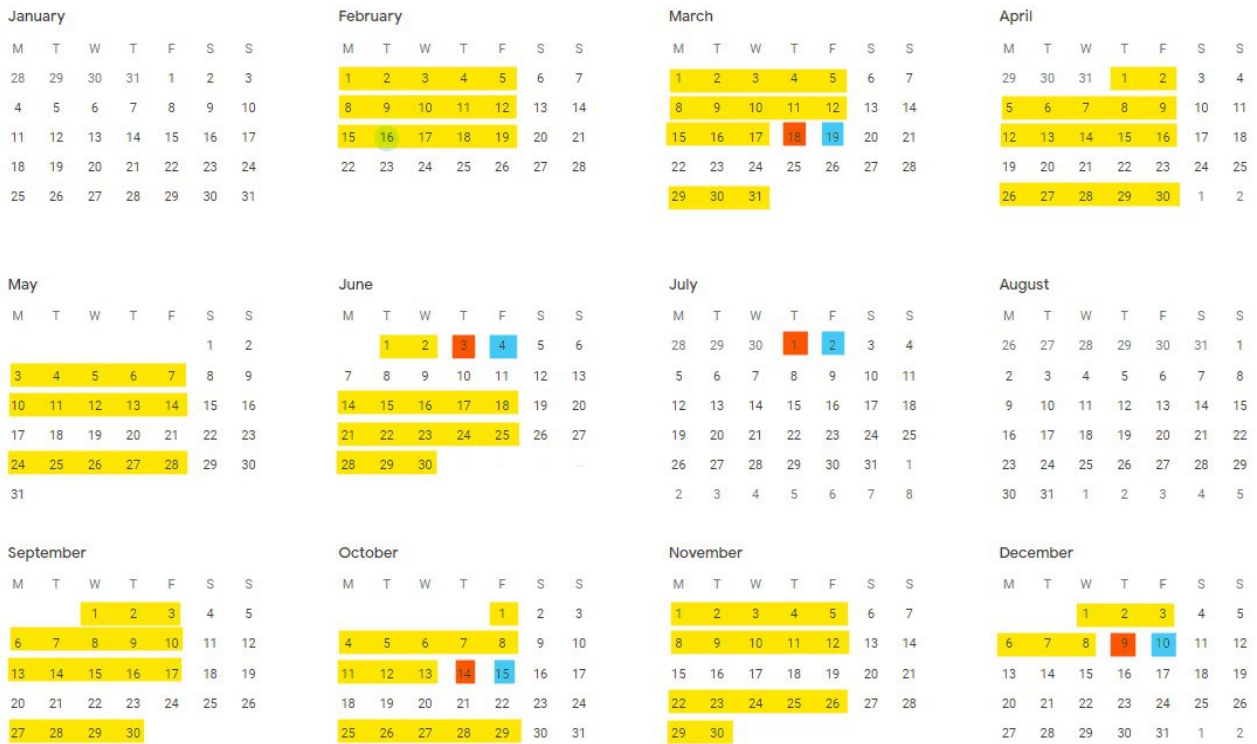 January February March April
M T W T F S S M T W T F S S M T W T F S S M T W T F S S
28 29 30 31 1 2 3 1 2 3 4 5 6 7 1 2 3 4 5 6 7 29 30 31 1 2 3 4
4 5 6 7 8 9 10 8 9 10 11 12 13 14 8 9 10 11 12 13 14 5 6 7 8 9 10 11
11 12 13 14 15 16 17 15 16 17 18 19 20 21 15 16 17 18 19 20 21 12 13 14 15 16 17 18
18 19 20 21 22 23 24 22 23 24 25 26 27 28 22 23 24 25 26 27 28 19 20 21 22 23 24 25
25 26 27 28 29 30 31 29 30 31 26 27 28 29 30 1 2
May June July August
M T W T F S S M T W T F S S M T W T F S S M T W T F S S
1 2 1 2 3 4 5 6 28 29 30 1 2 3 4 26 27 28 29 30 31 1
3 4 5 6 7 8 9 7 8 9 10 11 12 13 5 6 7 8 9 10 11 2 3 4 5 6 7 8
10 11 12 13 14 15 16 14 15 16 17 18 19 20 12 13 14 15 16 17 18 9 10 11 12 13 14 15
17 18 19 20 21 22 23 21 22 23 24 25 26 27 19 20 21 22 23 24 25 16 17 18 19 20 21 22
24 25 26 27 28 29 30 28 29 30 26 27 28 29 30 31 1 23 24 25 26 27 28 29
31 2 3 4 5 6 7 8 30 31 1 2 3 4 5
September October November December
M T W T F S S M T W T F S S M T W T F S S M T W T F S S
1 2 3 4 5 1 2 3 1 2 3 4 5 6 7 1 2 3 4 5
6 7 8 9 10 11 12 4 5 6 7 8 9 10 8 9 10 11 12 13 14 6 7 8 9 10 11 12
13 14 15 16 17 18 19 11 12 13 14 15 16 17 15 16 17 18 19 20 21 13 14 15 16 17 18 19
20 21 22 23 24 25 26 18 19 20 21 22 23 24 22 23 24 25 26 27 28 20 21 22 23 24 25 26
27 28 29 30 25 26 27 28 29 30 31 29 30 27 28 29 30 31 1 2